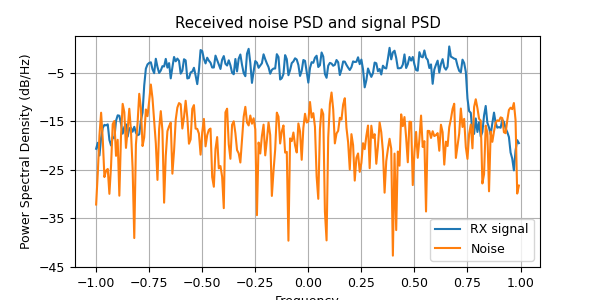 Received noise PSD and signal PSD
Power Spectral Density (dB/Hz)
−5
−15
−25
−35
−45
−1.00 −0.75 −0.50 −0.25 0.00 0.25 0.50 0.75 1.00
RX signal
Noise
Frequency